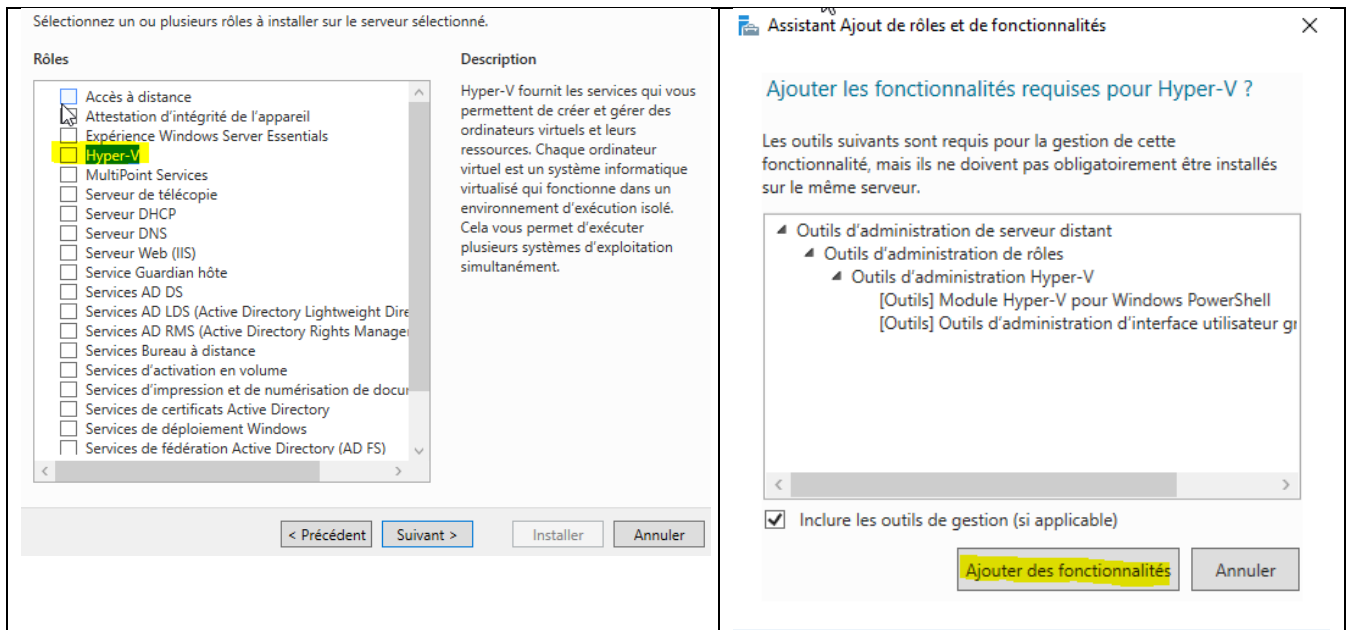 Sélectionnez un ou plusieurs rôles à installer sur le serveur sélectionné.
Rôles
Accès à distance
Attestation d'intégrité de l'appareil
Expérience Windows Server Essentials
Hyper-V
MultiPoint Services
Serveur de télécopie
Serveur DHCP
Serveur DNS
Serveur Web (IIS)
Service Guardian hôte
Services AD DS
Services AD LDS (Active Directory Lightweight Dire
Services AD RMS (Active Directory Rights Manage
Services Bureau à distance
Services d'activation en volume
Services d'impression et de numérisation de docu
Services de certificats Active Directory
Services de déploiement Windows
Services de fédération Active Directory (AD FS)
Description
Hyper-V fournit les services qui vous
permettent de créer et gérer des
ordinateurs virtuels et leurs
ressources. Chaque ordinateur
virtuel est un système informatique
virtualisé qui fonctionne dans un
environnement d'exécution isolé.
Cela vous permet d'exécuter
plusieurs systèmes d'exploitation
simultanément.
< Précédent
Suivant >
Installer
Annuler
Assistant Ajout de rôles et de fonctionnalités
Ajouter les fonctionnalités requises pour Hyper-V ?
Les outils suivants sont requis pour la gestion de cette
fonctionnalité, mais ils ne doivent pas obligatoirement être installés
sur le même serveur.
Outils d'administration de serveur distant
Outils d'administration de rôles
Outils d'administration Hyper-V
[Outils] Module Hyper-V pour Windows PowerShell
[Outils] Outils d'administration d'interface utilisateur gr
Inclure les outils de gestion (si applicable)
Ajouter des fonctionnalités
Annuler